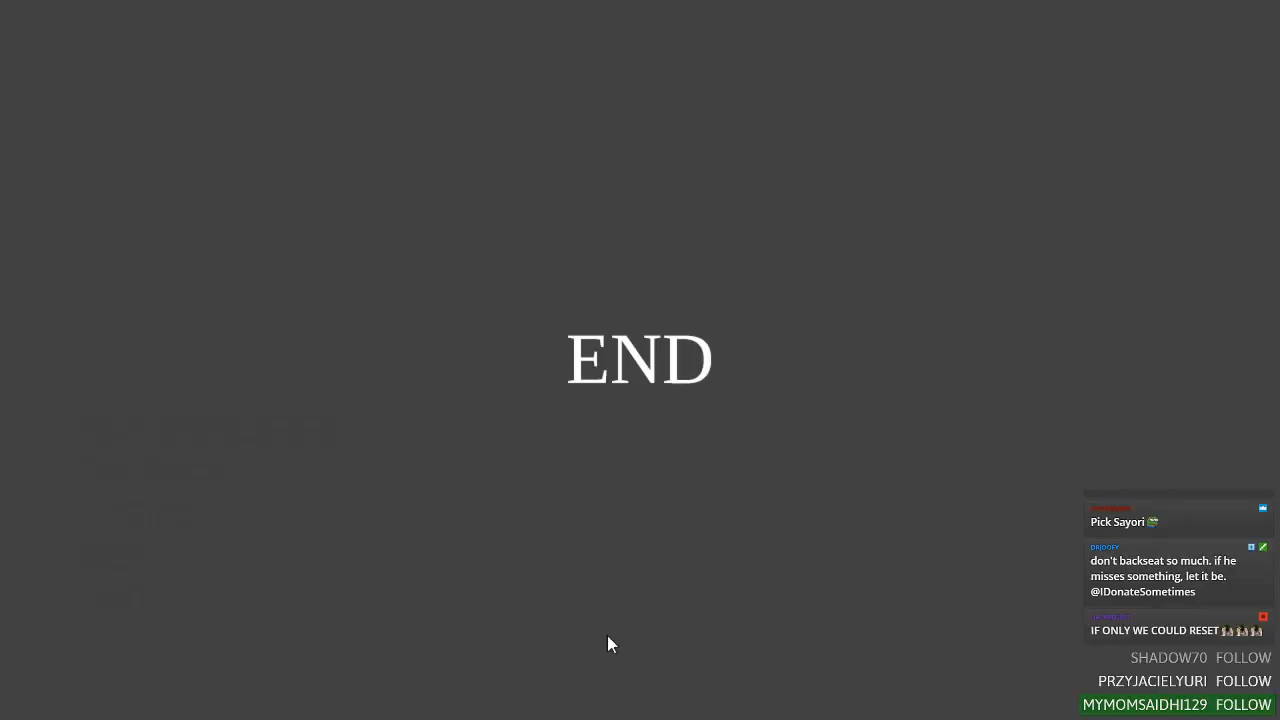 END
Pick Sayori
DRJOOFY
don't backseat so much. if he
misses something, let it be.
@IDonateSometimes
IF ONLY WE COULD RESET
SHADOW70 FOLLOW
PRZYJACIELYURI FOLLOW
MYMOMSAIDHI129 FOLLOW